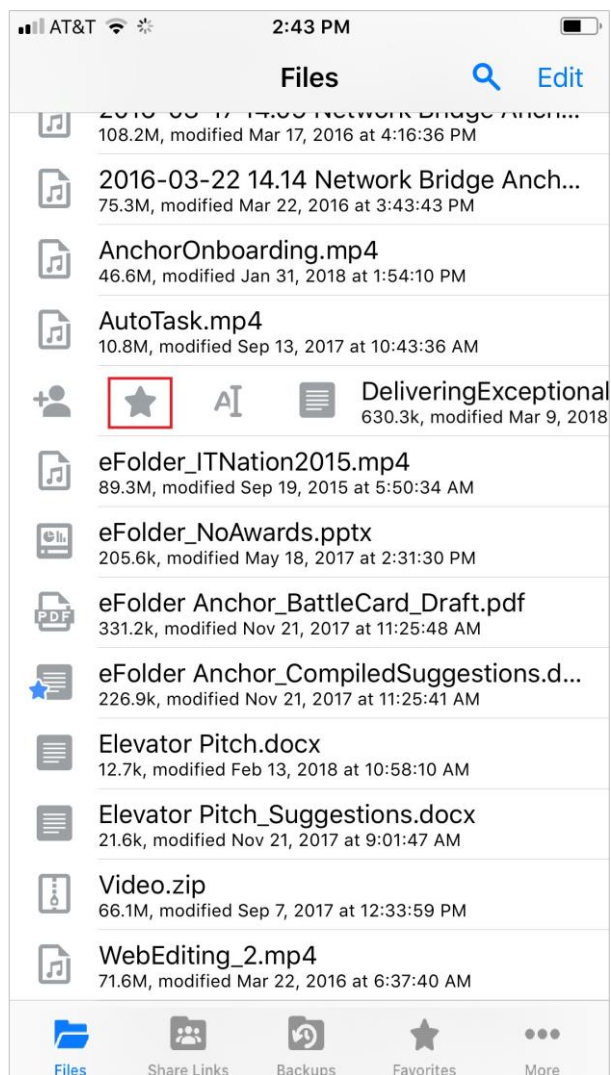 AT&T 2:43 PM
Files Edit
108.2M, modified Mar 17, 2016 at 4:16:36 PM
2016-03-22 14.14 Network Bridge Anch...
75.3M, modified Mar 22, 2016 at 3:43:43 PM
AnchorOnboarding.mp4
46.6M, modified Jan 31, 2018 at 1:54:10 PM
AutoTask.mp4
10.8M, modified Sep 13, 2017 at 10:43:36 AM
AI DeliveringExceptional
630.3k, modified Mar 9, 2018
eFolder_ITNation2015.mp4
89.3M, modified Sep 19, 2015 at 5:50:34 AM
eFolder_NoAwards.pptx
205.6k, modified May 18, 2017 at 2:31:30 PM
PDF eFolder Anchor_BattleCard_Draft.pdf
331.2k, modified Nov 21, 2017 at 11:25:48 AM
eFolder Anchor_CompiledSuggestions.d...
226.9k, modified Nov 21, 2017 at 11:25:41 AM
Elevator Pitch.docx
12.7k, modified Feb 13, 2018 at 10:58:10 AM
Elevator Pitch_Suggestions.docx
21.6k, modified Nov 21, 2017 at 9:01:47 AM
Video.zip
66.1M, modified Sep 7, 2017 at 12:33:59 PM
WebEditing_2.mp4
71.6M, modified Mar 22, 2016 at 6:37:40 AM
Files Share Links Backups Favorites More